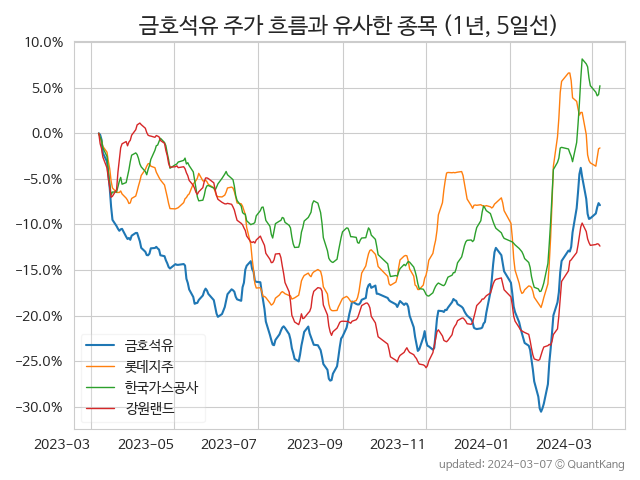 금호석유 주가 흐름과 유사한 종목 (1년, 5일선)
10.0%
5.0%
0.0%
−5.0%
−10.0%
−15.0%
−20.0%
−25.0%
−30.0%
금호석유
롯데지주
한국가스공사
강원랜드
2023−03 2023−05 2023−07 2023−09 2023−11 2024−01 2024−03
updated: 2024-03-07 © QuantKang